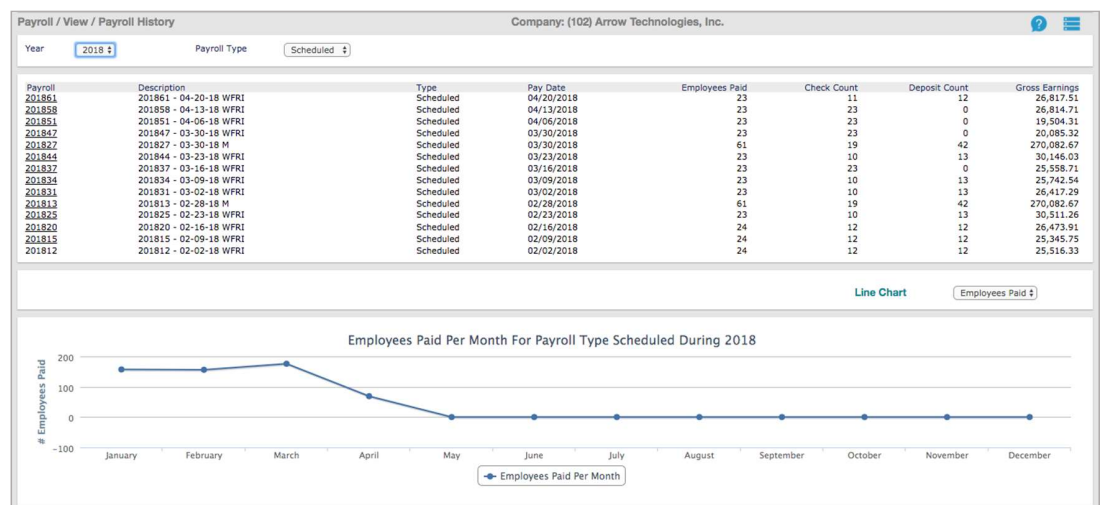 Payroll / View / Payroll History Company: (102) Arrow Technologies, Inc.
Year 2018 Payroll Type Scheduled
Payroll Description Type Pay Date Employees Paid Check Count Deposit Count Gross Earnings
201861 201861 - 04-20-18 WFRI Scheduled 04/20/2018 23 11 12 26,817.51
201858 201858 - 04-13-18 WFRI Scheduled 04/13/2018 23 23 0 26,814.71
201851 201851 - 04-06-18 WFRI Scheduled 04/06/2018 23 23 0 19,504.31
201847 201847 - 03-30-18 WFRI Scheduled 03/30/2018 23 23 0 20,085.32
201827 201827 - 03-30-18 M Scheduled 03/30/2018 61 19 42 270,082.67
201844 201844 - 03-23-18 WFRI Scheduled 03/23/2018 23 10 13 30,146.03
201837 201837 - 03-16-18 WFRI Scheduled 03/16/2018 23 23 0 25,558.71
201834 201834 - 03-09-18 WFRI Scheduled 03/09/2018 23 10 13 25,742.54
201831 201831 - 03-02-18 WFRI Scheduled 03/02/2018 23 10 13 26,417.29
201813 201813 - 02-28-18 M Scheduled 02/28/2018 61 19 42 270,082.67
201825 201825 - 02-23-18 WFRI Scheduled 02/23/2018 23 10 13 30,511.26
201820 201820 - 02-16-18 WFRI Scheduled 02/16/2018 24 12 12 26,473.91
201815 201815 - 02-09-18 WFRI Scheduled 02/09/2018 24 12 12 25,345.75
201812 201812 - 02-02-18 WFRI Scheduled 02/02/2018 24 12 12 25,516.33
Line Chart Employees Paid
Employees Paid Per Month For Payroll Type Scheduled During 2018
# Employees Paid
200
100
0
-100
January February March April May June July August September October November December
Employees Paid Per Month